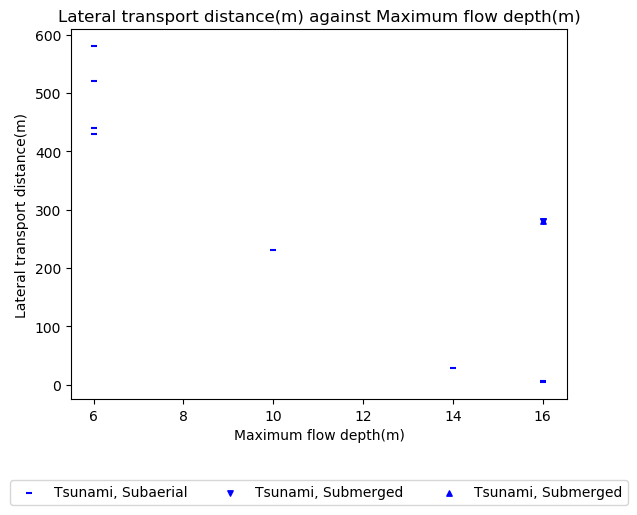 Lateral transport distance(m) against Maximum flow depth(m)
600
500
400
300
200
100
0
Lateral transport distance(m)
6 8 10 12 14 16
Maximum flow depth(m)
Tsunami, Subaerial Tsunami, Submerged Tsunami, Submerged